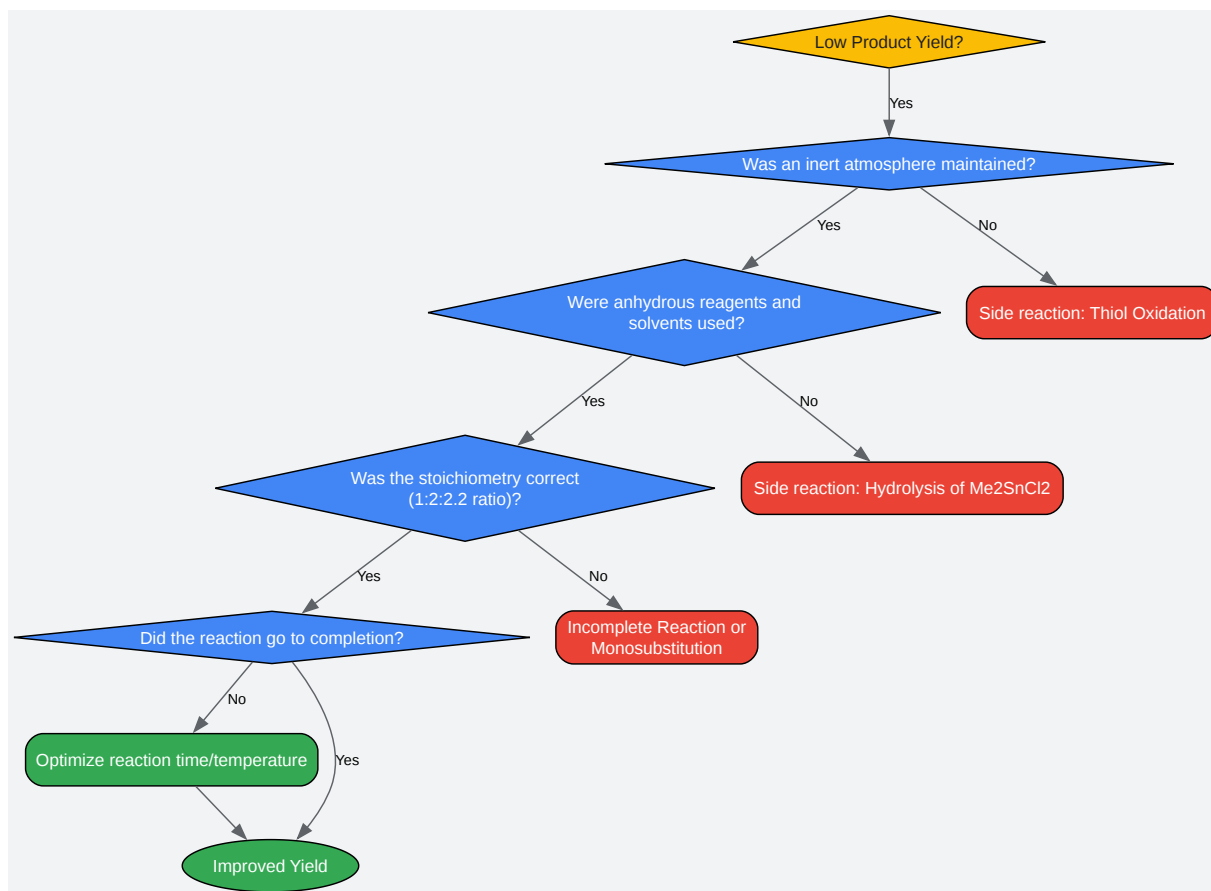 Low Product Yield?
Yes
Was an inert atmosphere maintained?
Yes
No
Were anhydrous reagents and
solvents used?
Side reaction: Thiol Oxidation
Yes
No
Was the stoichiometry correct
(1:2:2.2 ratio)?
Side reaction: Hydrolysis of Me2SnCl2
Yes
No
Did the reaction go to completion?
Incomplete Reaction or
Monosubstitution
No
Optimize reaction time/temperature
Yes
Improved Yield